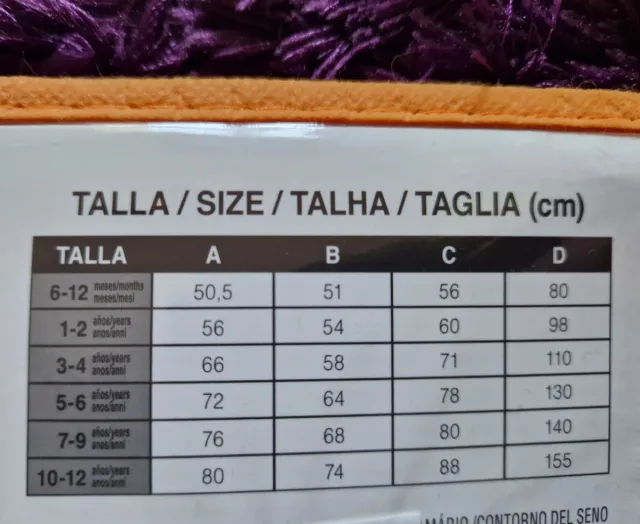 TALLA / SIZE / TALHA / TAGLIA (cm)
TALLA A B C D
6-12 meses/months meses/mesi 50,5 51 56 80
1-2 años/years anos/anni 56 54 60 98
3-4 años/years anos/anni 66 58 71 110
5-6 años/years anos/anni 72 64 78 130
7-9 años/years anos/anni 76 68 80 140
10-12 años/years anos/anni 80 74 88 155
/CONTORNO DEL SENO